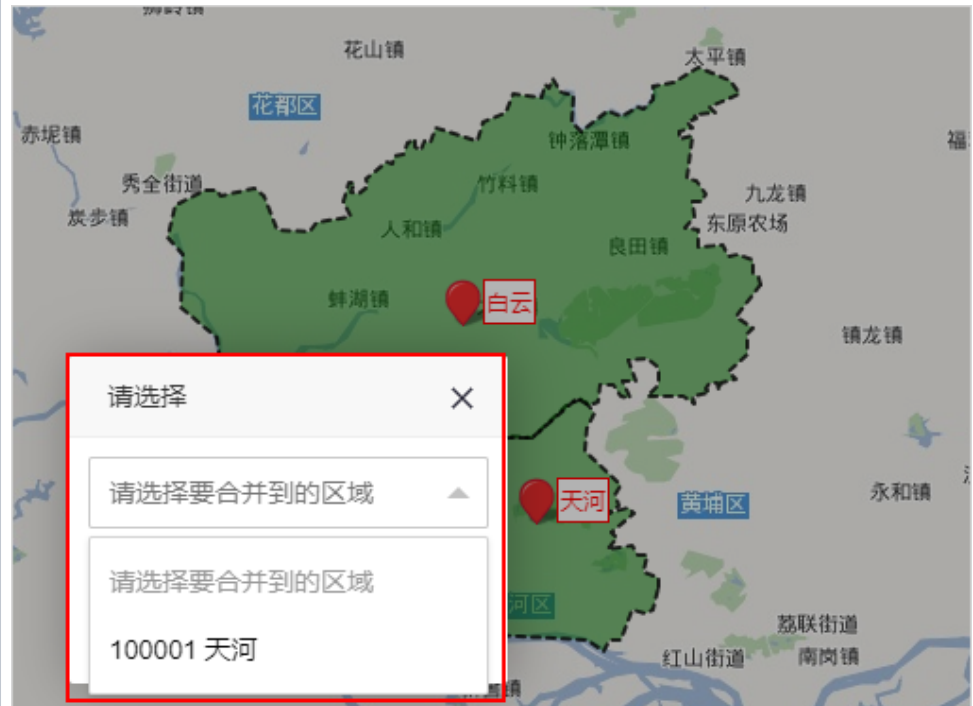 花山镇
太平镇
花都区
赤坭镇
钟落潭镇
福
竹料镇
秀全街道
九龙镇
炭步镇
东原农场
人和镇
良田镇
蚌湖镇
白云
镇龙镇
请选择
请选择要合并到的区域
天河
黄埔区
永和镇
请选择要合并到的区域
河区
100001 天河
荔联街道
红山街道
南岗镇
镇